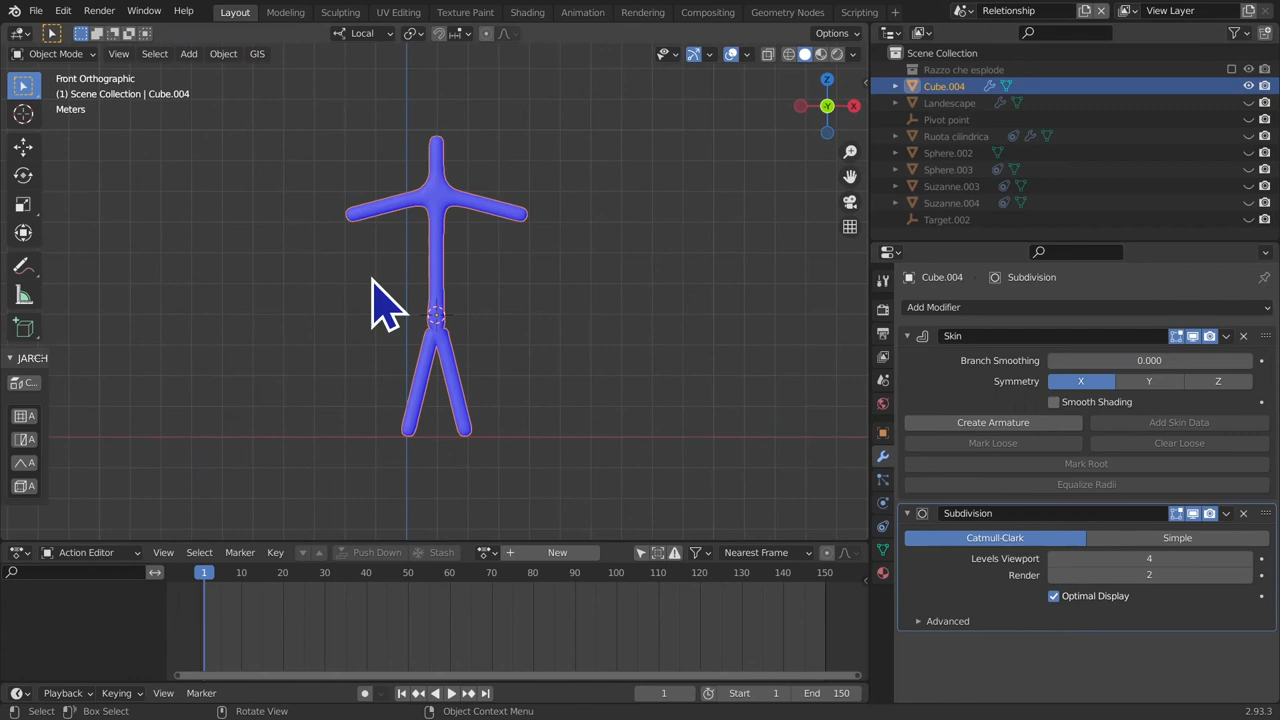 File Edit Render Window Help Layout Modeling Sculpting UV Editing Texture Paint Shading Animation Rendering Compositing Geometry Nodes Scripting + Relationship View Layer
Local Options
Object Mode View Select Add Object GIS
Front Orthographic
(1) Scene Collection | Cube.004
Meters
Z
-Y X
JARCH
C...
A
A
A
A
Scene Collection
Razzo che esplode
Cube.004
Landscape
Pivot point
Ruota cilindrica
Sphere.002
Sphere.003
Suzanne.003
Suzanne.004
Target.002
Cube.004 Subdivision
Add Modifier
Skin
Branch Smoothing 0.000
Symmetry X Y Z
Smooth Shading
Create Armature Add Skin Data
Mark Loose Clear Loose
Mark Root
Equalize Radii
Subdivision
Catmull-Clark Simple
Levels Viewport 4
Render 2
Optimal Display
Advanced
Action Editor View Select Marker Key Push Down Stash + New Nearest Frame
1 10 20 30 40 50 60 70 80 90 100 110 120 130 140 150
Playback Keying View Marker 1 Start 1 End 150
Select Box Select Rotate View Object Context Menu 2.93.3